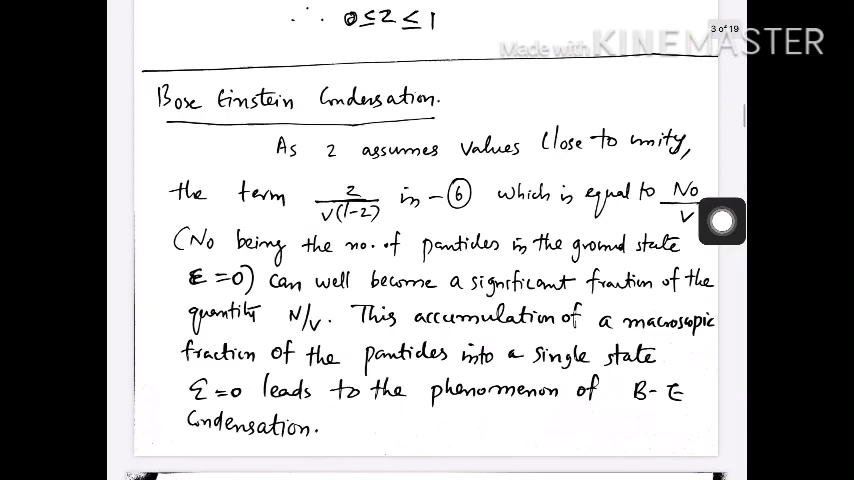 ∴ 0≤z≤1
3 of 19
Made with KINEMASTER
Bose Einstein Condensation.
As z assumes values close to unity,
the term z/V(1-z) in -⑥ which is equal to No/V
(No being the no. of particles in the ground state
ε=0) can well become a significant fraction of the
quantity N/V. This accumulation of a macroscopic
fraction of the particles into a single state
ε=0 leads to the phenomenon of B-E
Condensation.